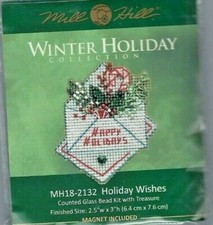 Mill Hill
WINTER HOLIDAY
COLLECTION
HAPPY
HOLIDAYS
MH18-2132 Holiday Wishes
Counted Glass Bead Kit with Treasure
Finished Size: 2.5"w x 3"h (6.4 cm x 7.6 cm)
MAGNET INCLUDED